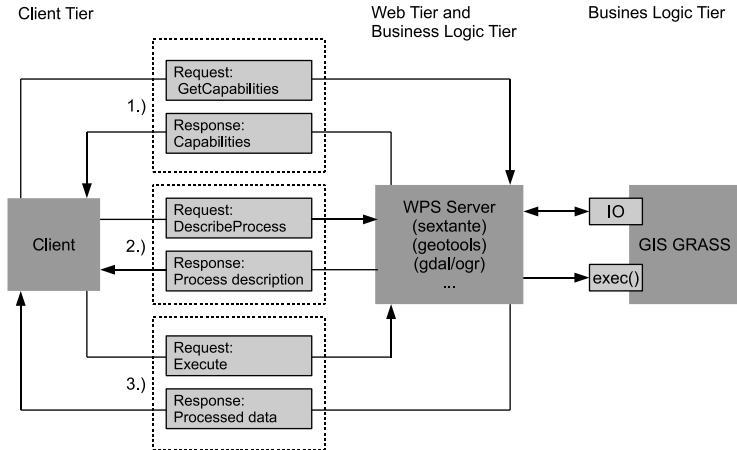 Client Tier
Web Tier and
Business Logic Tier
Busines Logic Tier
1.)
Request:
GetCapabilities
Response:
Capabilities
Client
2.)
Request:
DescribeProcess
Response:
Process description
WPS Server
(sextante)
(geotools)
(gdal/ogr)
...
IO
GIS GRASS
exec()
3.)
Request:
Execute
Response:
Processed data